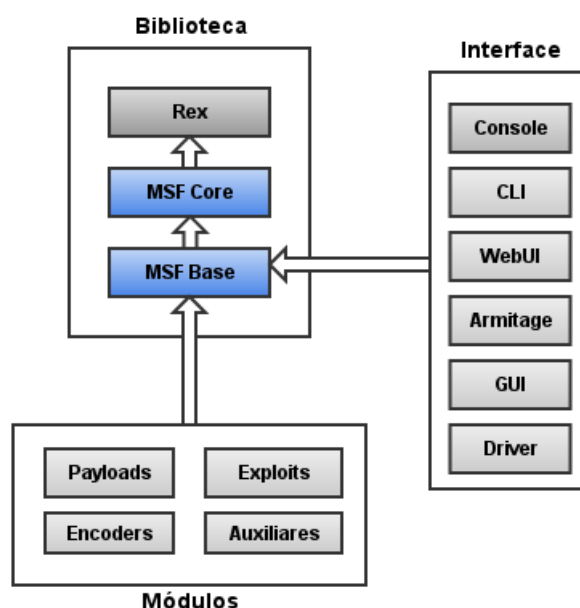 Biblioteca
Rex
MSF Core
MSF Base
Interface
Console
CLI
WebUI
Armitage
GUI
Driver
Payloads
Exploits
Encoders
Auxiliares
Módulos